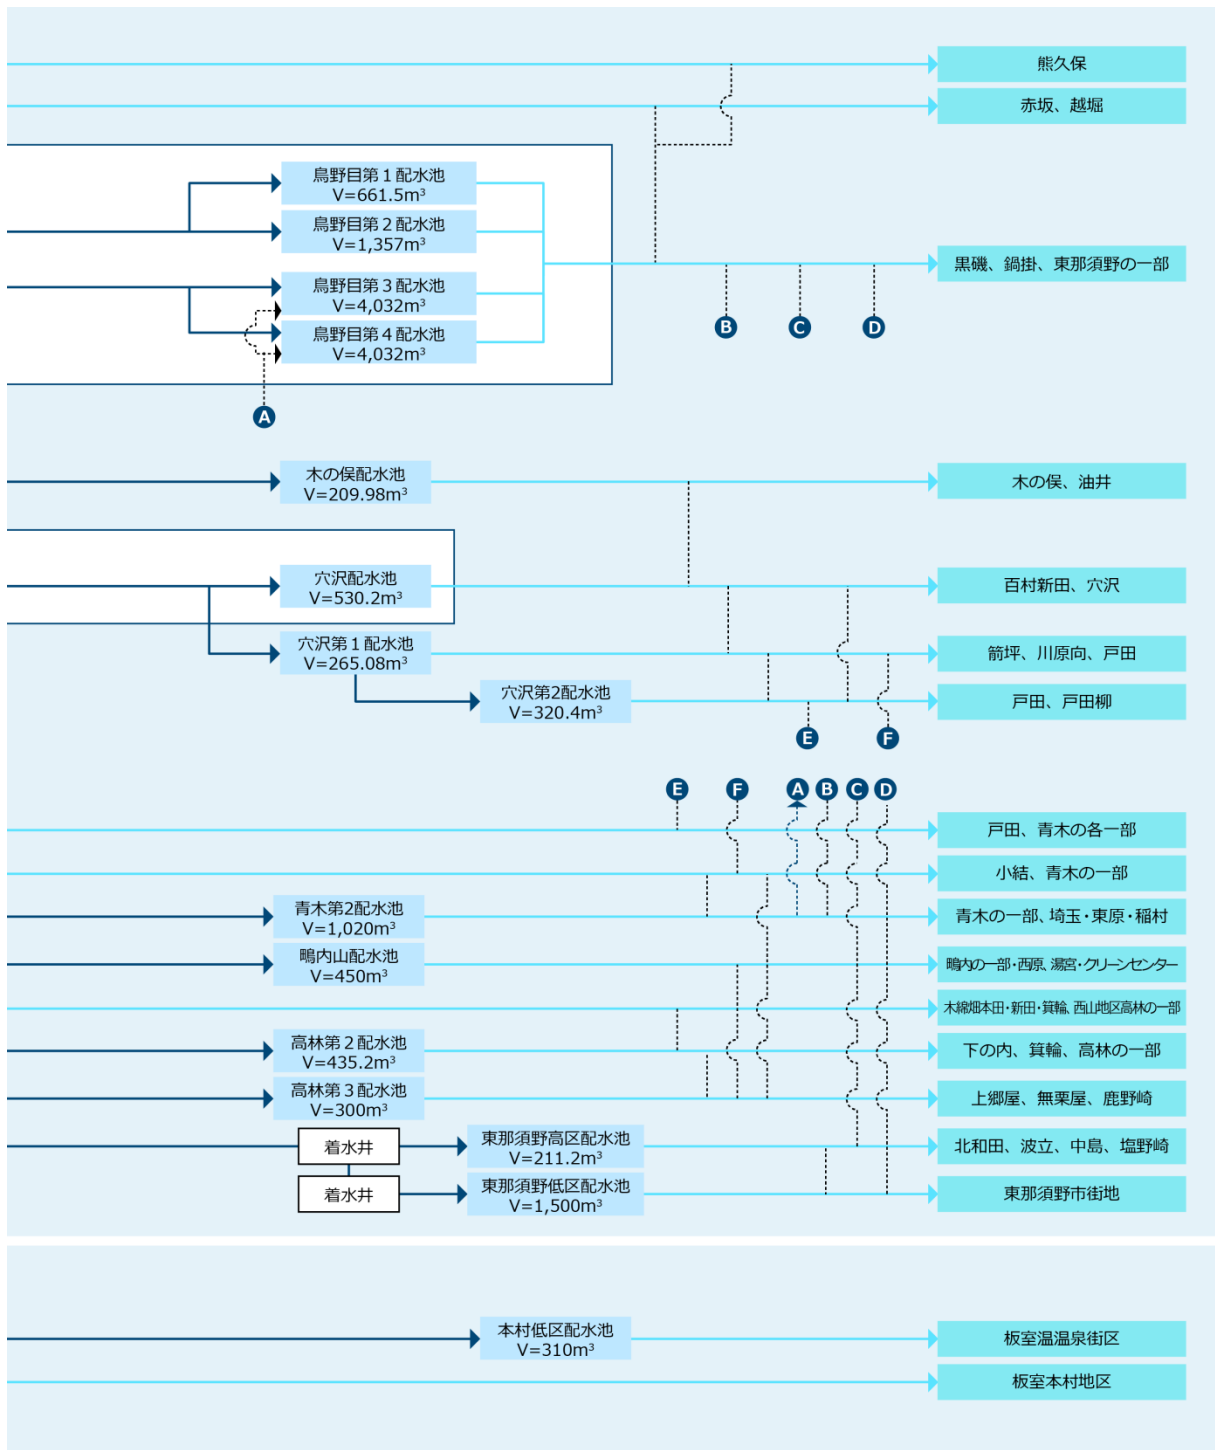 熊久保
赤坂、越堀
鳥野目第１配水池
V=661.5m³
鳥野目第２配水池
V=1,357m³
鳥野目第３配水池
V=4,032m³
鳥野目第４配水池
V=4,032m³
黒磯、鍋掛、東那須野の一部
B
C
D
A
木の俣配水池
V=209.98m³
木の俣、油井
穴沢配水池
V=530.2m³
百村新田、穴沢
穴沢第１配水池
V=265.08m³
箭坪、川原向、戸田
穴沢第2配水池
V=320.4m³
戸田、戸田柳
E
F
E
F
A
B
C
D
戸田、青木の各一部
小結、青木の一部
青木第2配水池
V=1,020m³
青木の一部、埼玉・東原・稲村
鴫内山配水池
V=450m³
鴫内の一部・西原、湯宮・クリーンセンター
木綿畑本田・新田・箕輪、西山地区高林の一部
高林第２配水池
V=435.2m³
下の内、箕輪、高林の一部
高林第３配水池
V=300m³
上郷屋、無栗屋、鹿野崎
着水井
東那須野高区配水池
V=211.2m³
北和田、波立、中島、塩野崎
着水井
東那須野低区配水池
V=1,500m³
東那須野市街地
本村低区配水池
V=310m³
板室温温泉街区
板室本村地区